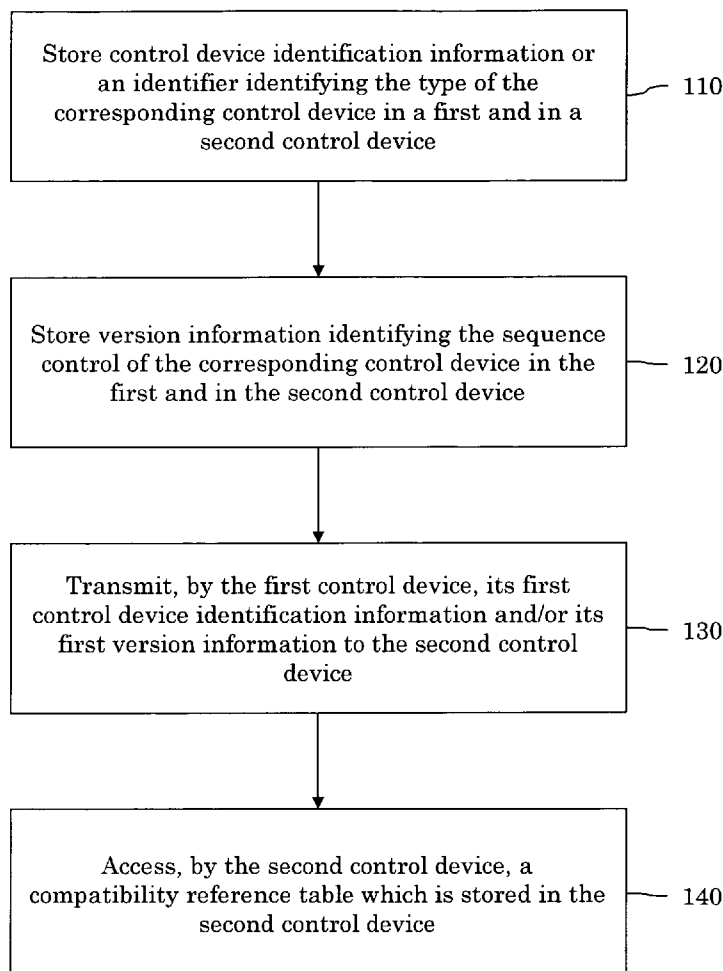 Store control device identification information or
an identifier identifying the type of the
corresponding control device in a first and in a
second control device
110
Store version information identifying the sequence
control of the corresponding control device in the
first and in the second control device
120
Transmit, by the first control device, its first
control device identification information and/or its
first version information to the second control
device
130
Access, by the second control device, a
compatibility reference table which is stored in the
second control device
140